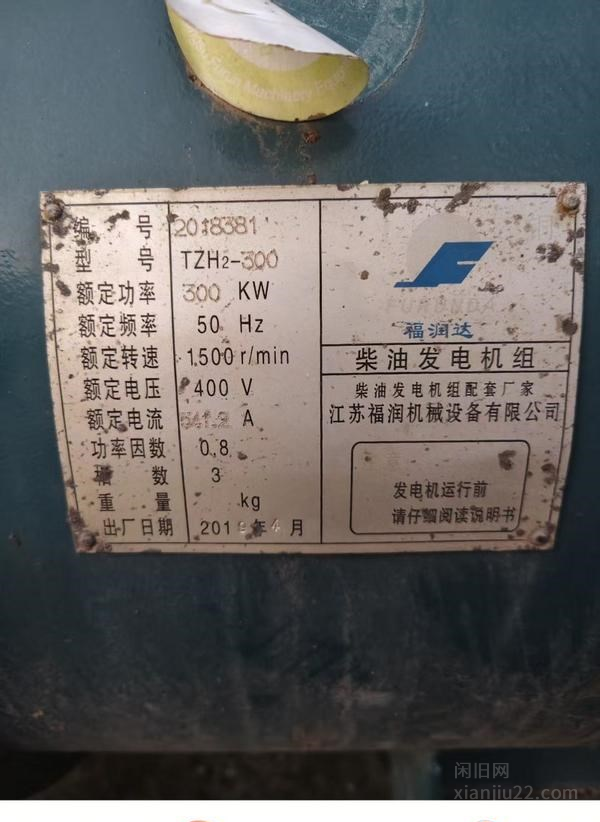 Furun Machinery Equip
编 号 2018381
型 号 TZH2-300
额定功率 300 KW
额定频率 50 Hz
额定转速 1500 r/min
额定电压 400 V
额定电流 541.2 A
功率因数 0.8
相 数 3
重 量 kg
出厂日期 2019年4月
FURUNDA
福润达
柴油发电机组
柴油发电机组配套厂家
江苏福润机械设备有限公司
发电机运行前
请仔细阅读说明书
闲旧网
xianjiu22.com